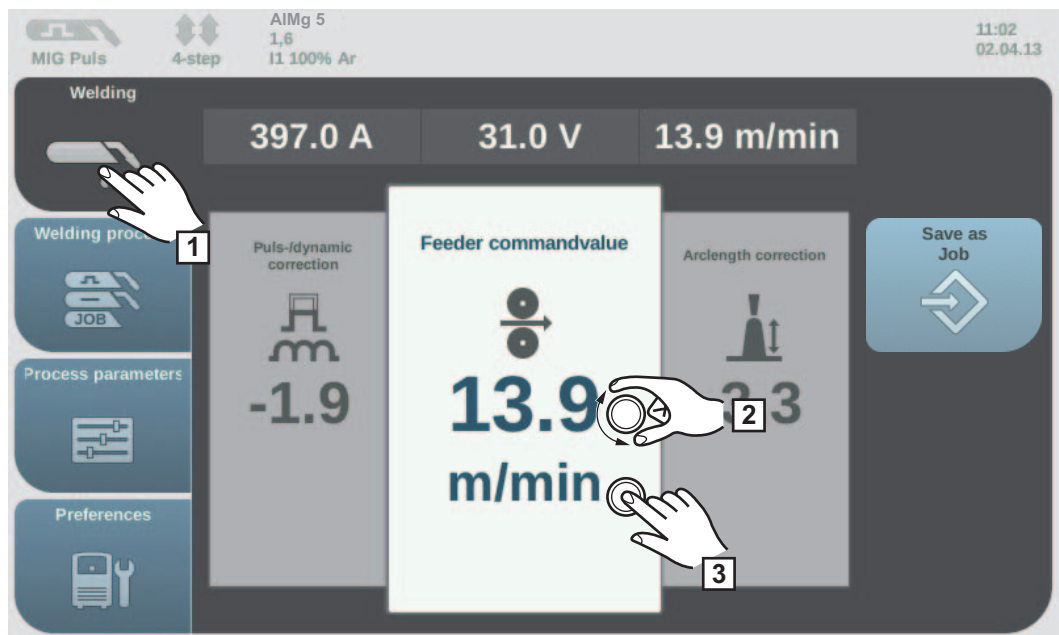 MIG Puls
4-step
AlMg 5
1,6
I1 100% Ar
11:02
02.04.13
Welding
397.0 A
31.0 V
13.9 m/min
1
Welding
JOB
Process parameters
Preferences
Puls-/dynamic
correction
-1.9
Feeder commandvalue
13.9
m/min
2
3
Arclength correction
3
Save as
Job